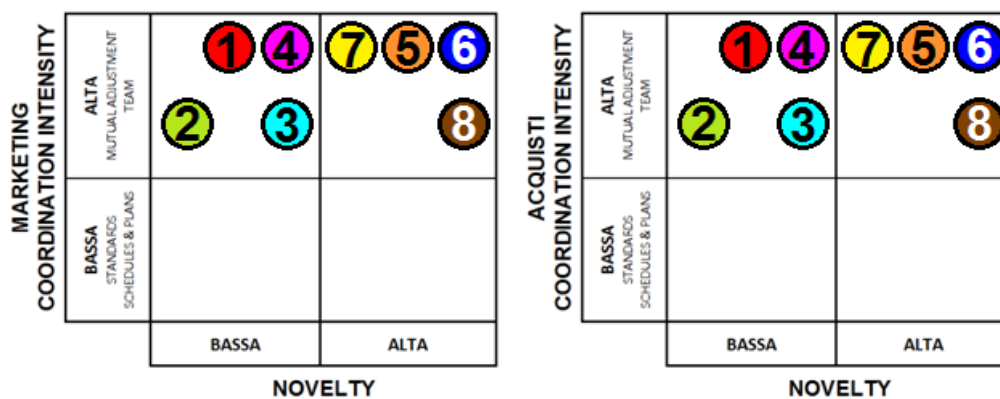 MARKETING
COORDINATION INTENSITY
ALTA
MUTUAL ADJUSTMENT
TEAM
BASSA
STANDARDS
SCHEDULES & PLANS
1 4 7 5 6
2 3 8
BASSA ALTA
NOVELTY
ACQUISTI
COORDINATION INTENSITY
ALTA
MUTUAL ADJUSTMENT
TEAM
BASSA
STANDARDS
SCHEDULES & PLANS
1 4 7 5 6
2 3 8
BASSA ALTA
NOVELTY